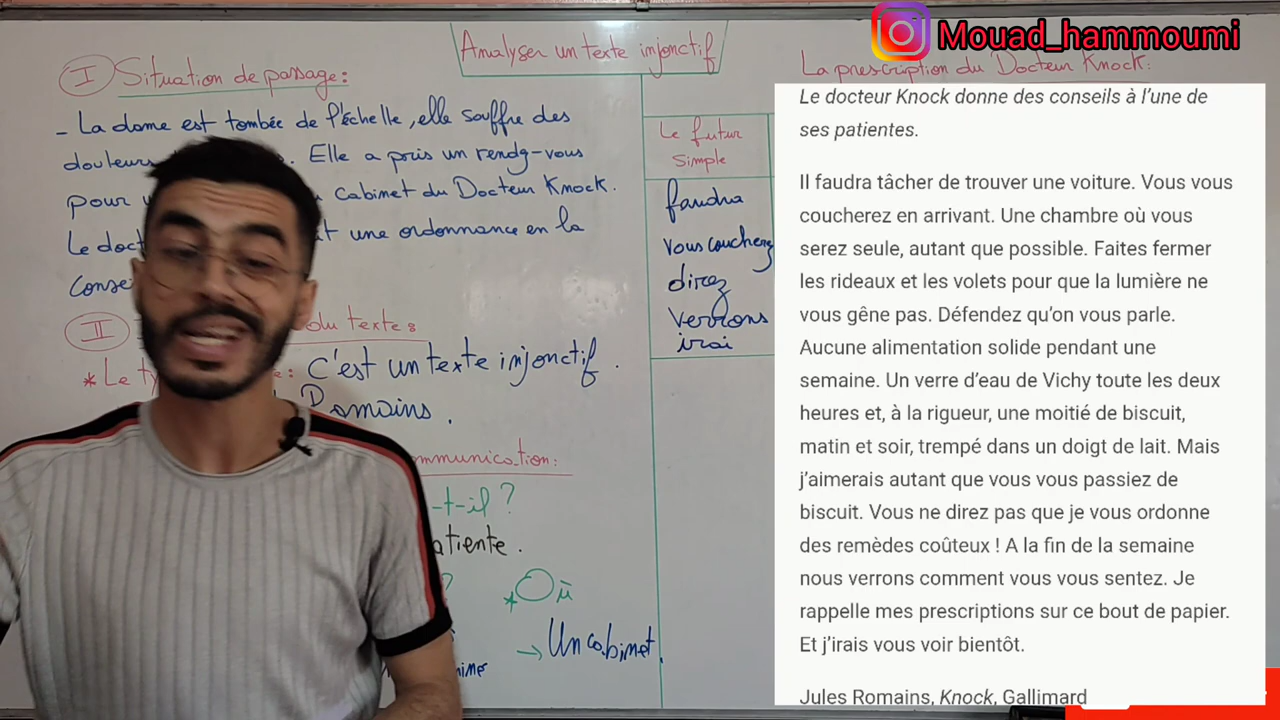 Mouad_hammoumi
Analyser un texte injonctif
La prescription du Docteur Knock:
I Situation de passage:
- La dame est tombée de l'échelle, elle souffre des
douleurs
. Elle a pris un rendez-vous
pour
cabinet du Docteur Knock.
Le
une ordonnance en la
II
du texte:
* Le
: C'est un texte injonctif.
Romains.
mmunication:
-t-il ?
atiente.
?
* Où
→ Un cabinet.
Le futur
simple
faudra
vous coucherez
direz
verrons
irai
Le docteur Knock donne des conseils à l'une de
ses patientes.
Il faudra tâcher de trouver une voiture. Vous vous
coucherez en arrivant. Une chambre où vous
serez seule, autant que possible. Faites fermer
les rideaux et les volets pour que la lumière ne
vous gêne pas. Défendez qu'on vous parle.
Aucune alimentation solide pendant une
semaine. Un verre d'eau de Vichy toute les deux
heures et, à la rigueur, une moitié de biscuit,
matin et soir, trempé dans un doigt de lait. Mais
j'aimerais autant que vous vous passiez de
biscuit. Vous ne direz pas que je vous ordonne
des remèdes coûteux ! A la fin de la semaine
nous verrons comment vous vous sentez. Je
rappelle mes prescriptions sur ce bout de papier.
Et j'irais vous voir bientôt.
Jules Romains, Knock, Gallimard